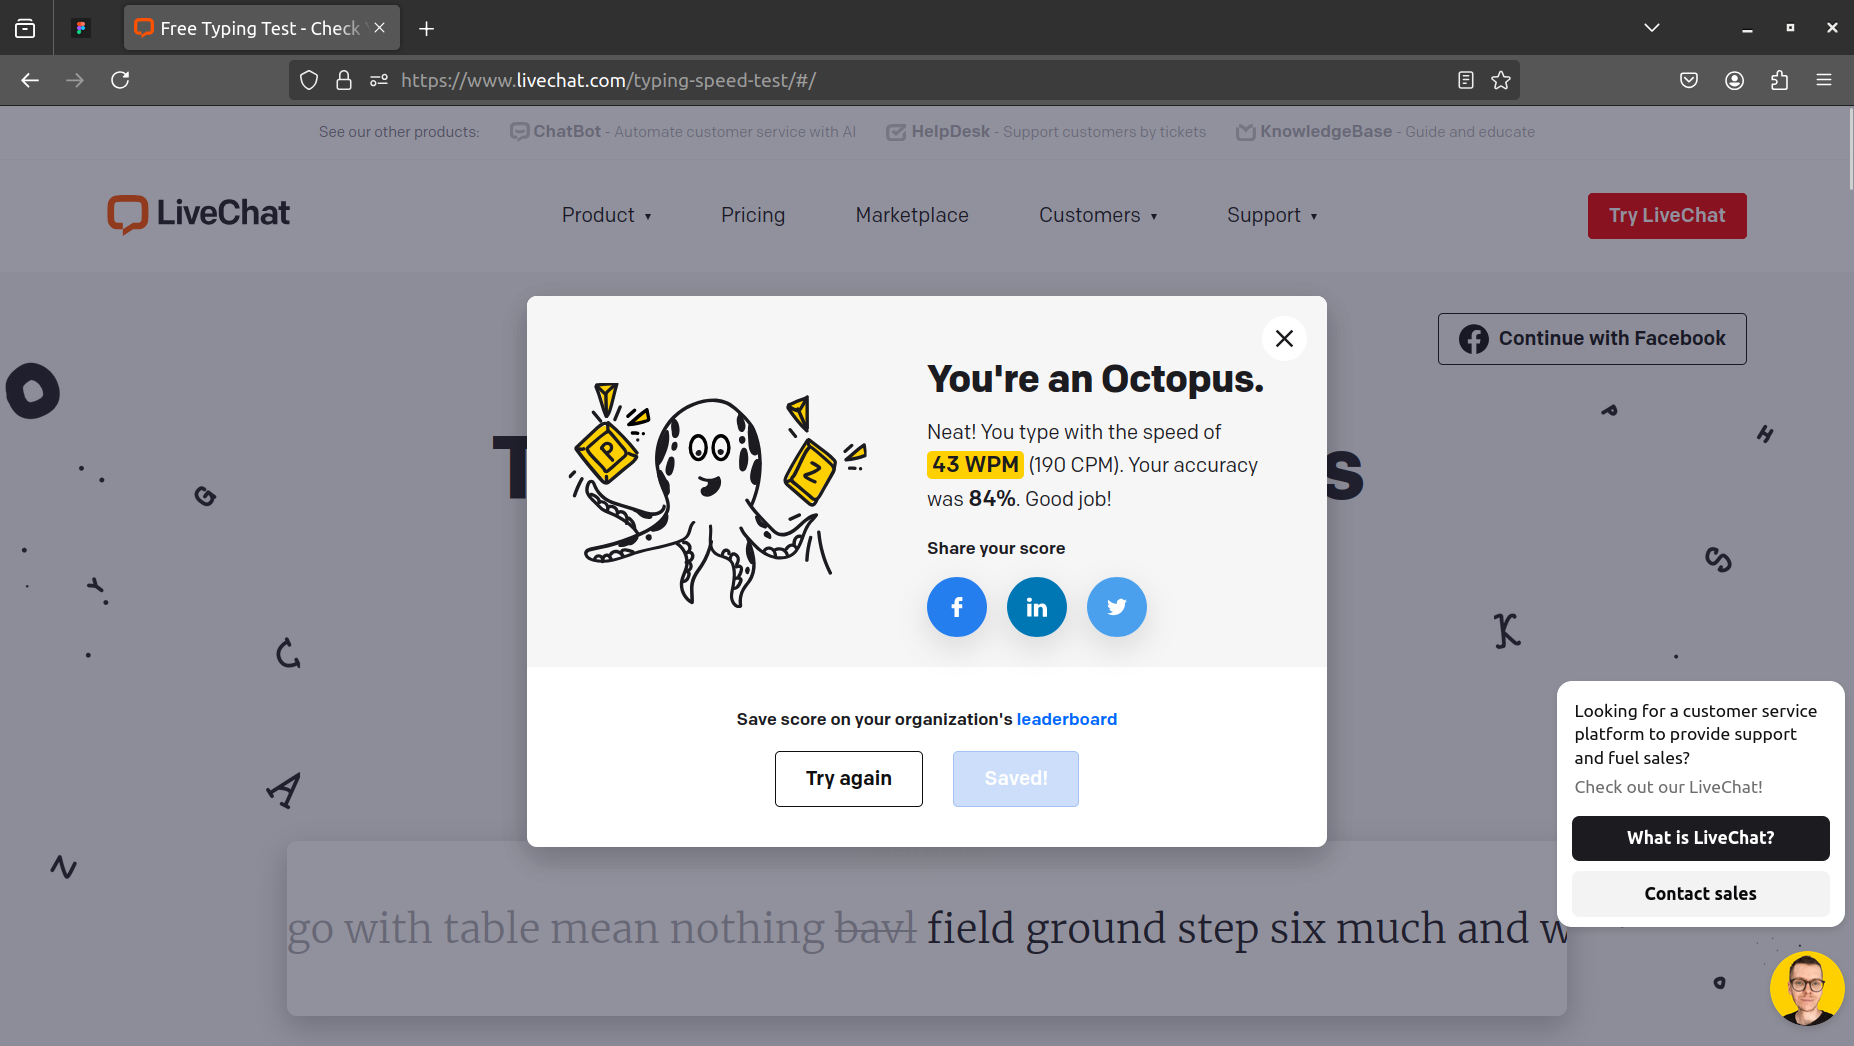 Free Typing Test - Check Y
https://www.livechat.com/typing-speed-test/#/
See our other products: ChatBot - Automate customer service with AI HelpDesk - Support customers by tickets KnowledgeBase - Guide and educate
LiveChat Product Pricing Marketplace Customers Support Try LiveChat
Continue with Facebook
You're an Octopus.
Neat! You type with the speed of
43 WPM (190 CPM). Your accuracy
was 84%. Good job!
Share your score
P
Z
Save score on your organization's leaderboard
Try again Saved!
T
s
O
G
Y
C
A
N
P
H
S
K
Looking for a customer service
platform to provide support
and fuel sales?
Check out our LiveChat!
What is LiveChat?
Contact sales
go with table mean nothing bavl field ground step six much and w